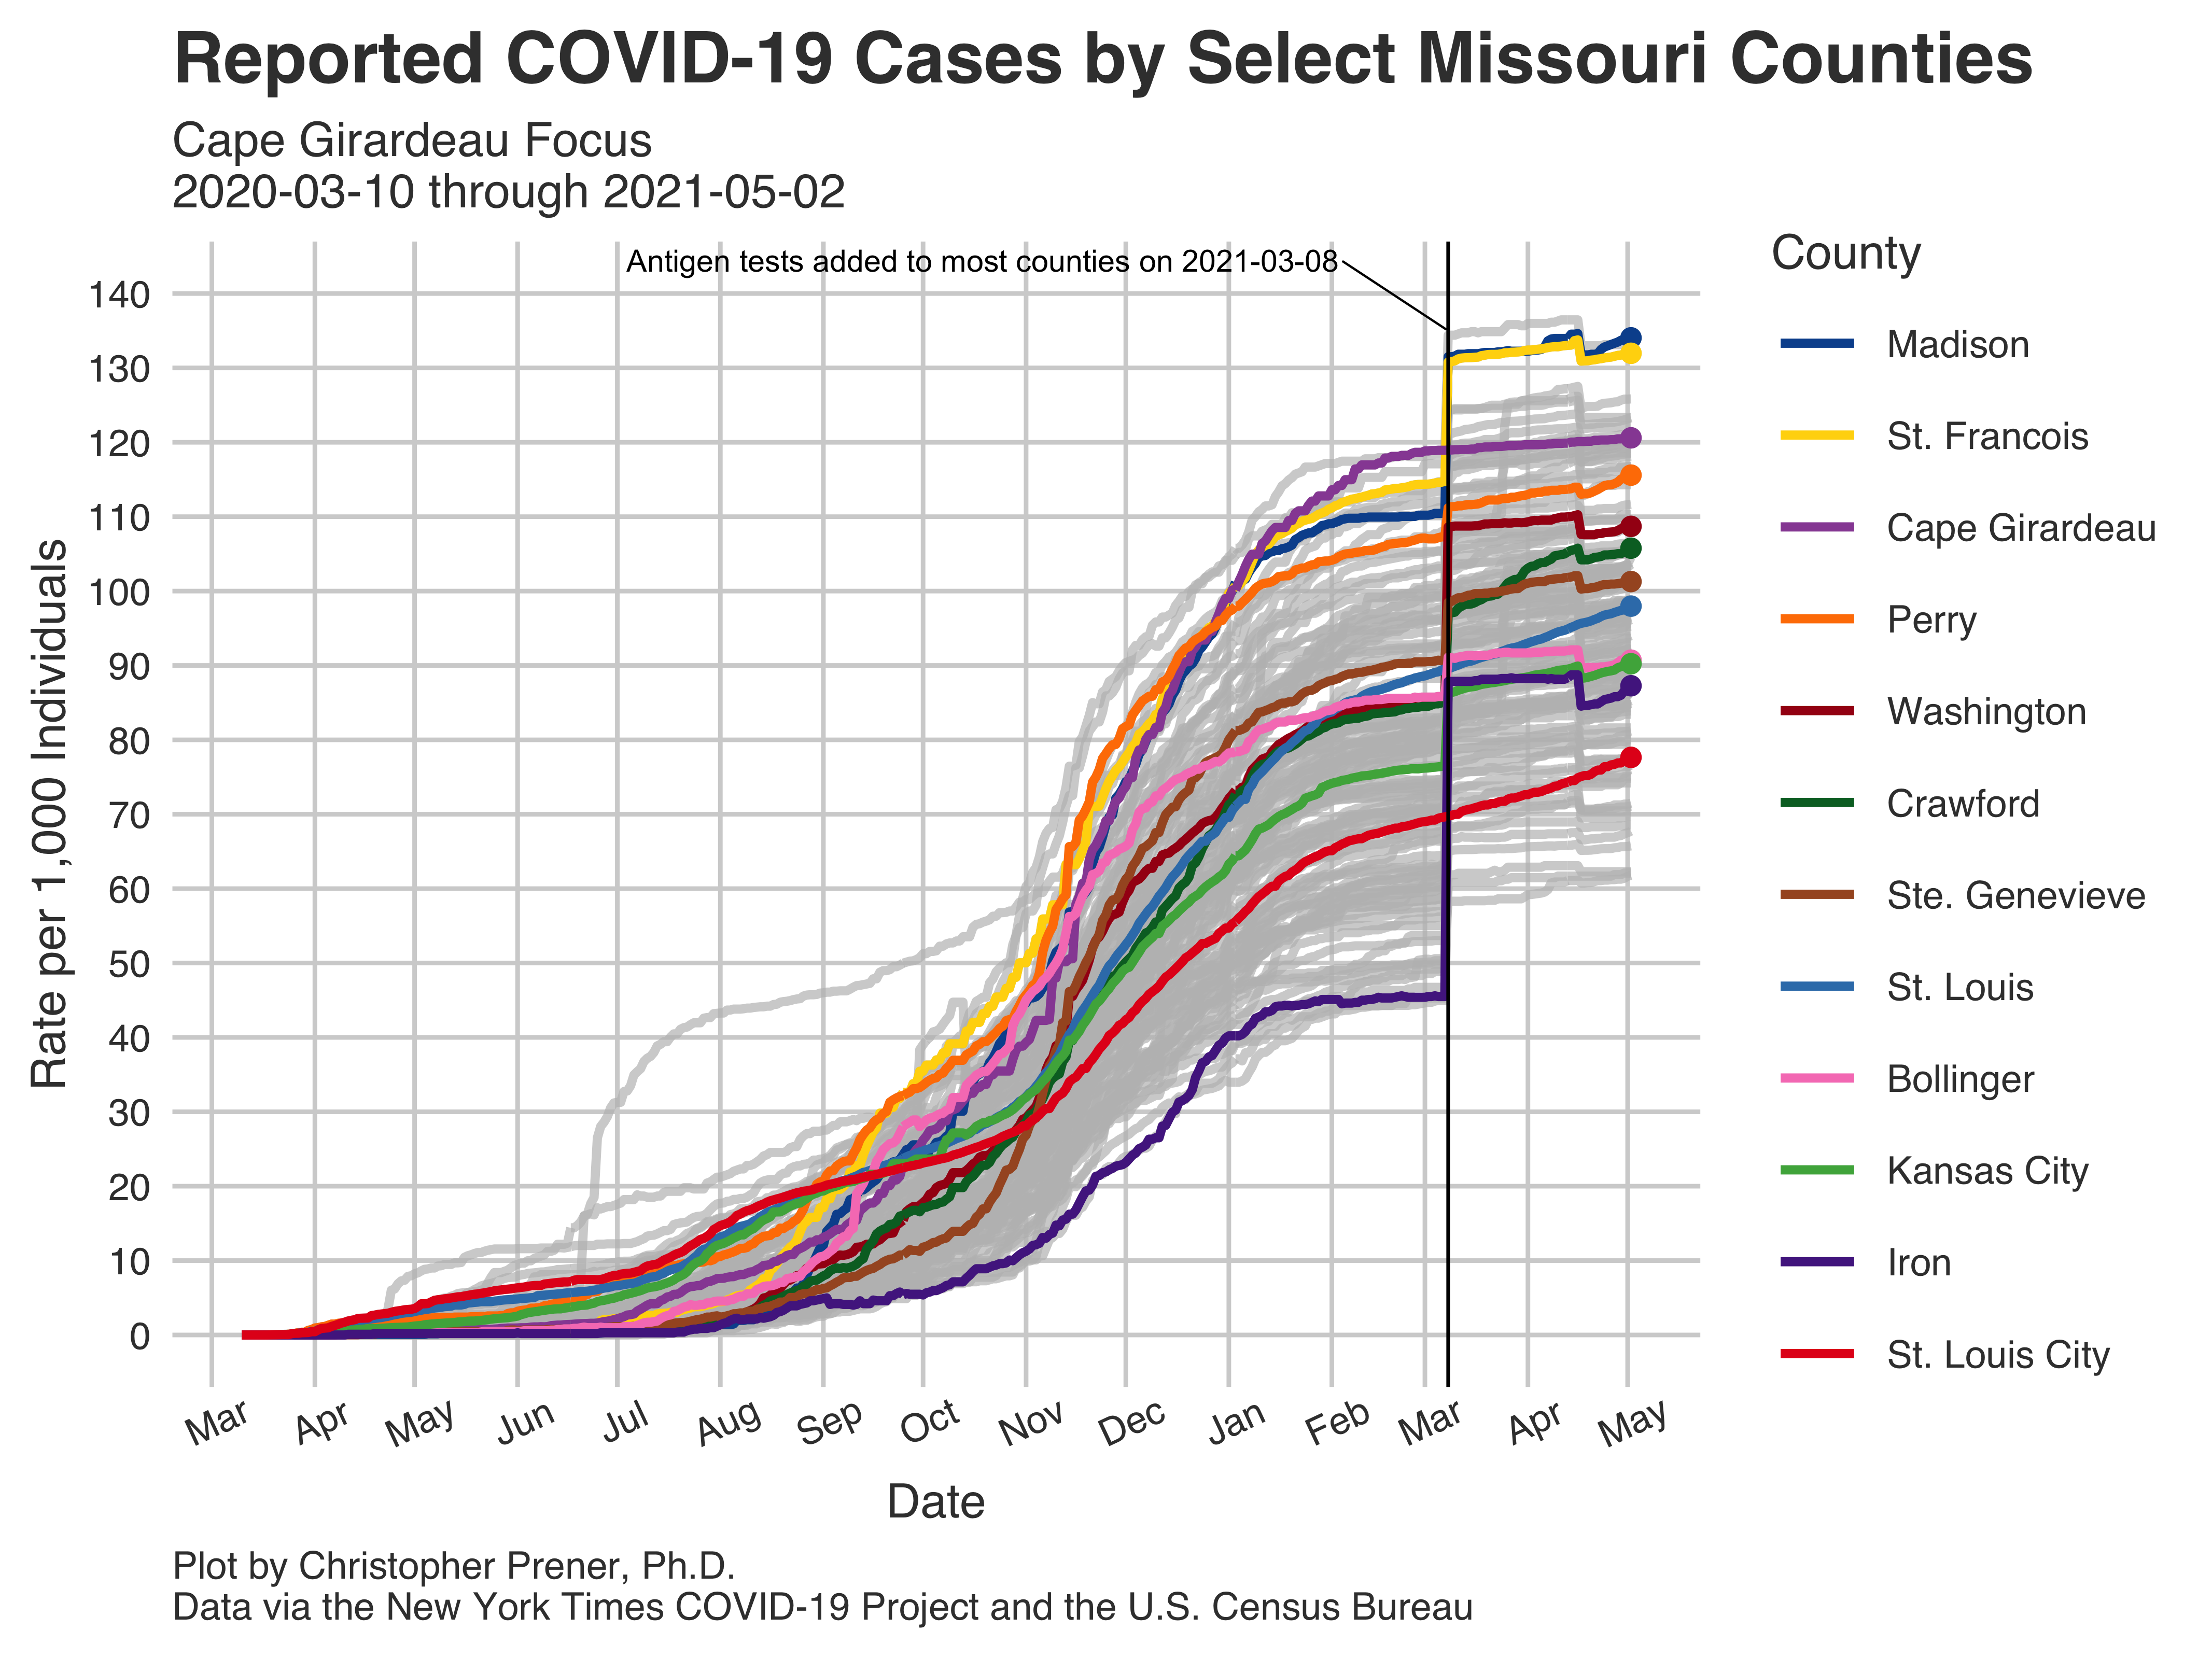 Reported COVID-19 Cases by Select Missouri Counties
Cape Girardeau Focus
2020-03-10 through 2021-05-02
Antigen tests added to most counties on 2021-03-08
County
Madison
St. Francois
Cape Girardeau
Perry
Washington
Crawford
Ste. Genevieve
St. Louis
Bollinger
Kansas City
Iron
St. Louis City
Rate per 1,000 Individuals
140
130
120
110
100
90
80
70
60
50
40
30
20
10
0
Mar Apr May Jun Jul Aug Sep Oct Nov Dec Jan Feb Mar Apr May
Date
Plot by Christopher Prener, Ph.D.
Data via the New York Times COVID-19 Project and the U.S. Census Bureau